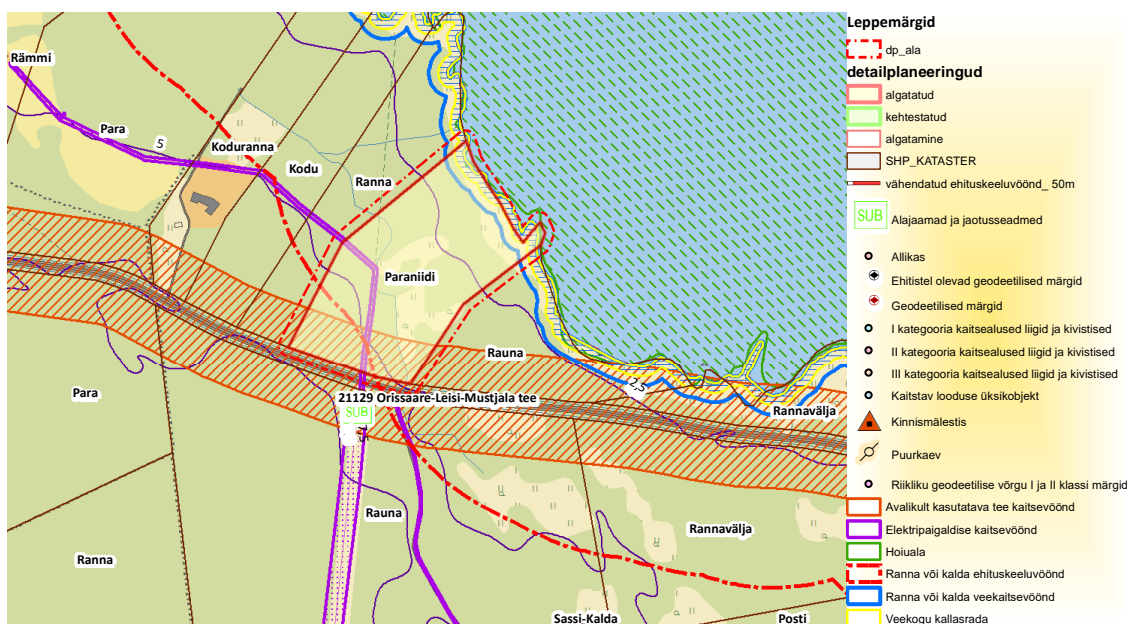 Rämmi
Para
5
Koduranna
Kodu
Ranna
Paraniidi
Rauna
Para
2,5
Rannavälja
21129 Orissaare-Leisi-Mustjala tee
SUB
Rauna
Rannavälja
Ranna
Sassi-Kalda
Posti
Leppemärgid
dp_ala
detailplaneeringud
algatatud
kehtestatud
algatamine
SHP_KATASTER
vähendatud ehituskeeluvöönd_ 50m
SUB
Alajaamad ja jaotusseadmed
Allikas
Ehitistel olevad geodeetilised märgid
Geodeetilised märgid
I kategooria kaitsealused liigid ja kivistised
II kategooria kaitsealused liigid ja kivistised
III kategooria kaitsealused liigid ja kivistised
Kaitstav looduse üksikobjekt
Kinnismälestis
Puurkaev
Riikliku geodeetilise võrgu I ja II klassi märgid
Avalikult kasutatava tee kaitsevöönd
Elektripaigaldise kaitsevöönd
Hoiuala
Ranna või kalda ehituskeeluvöönd
Ranna või kalda veekaitsevöönd
Veekogu kallasrada